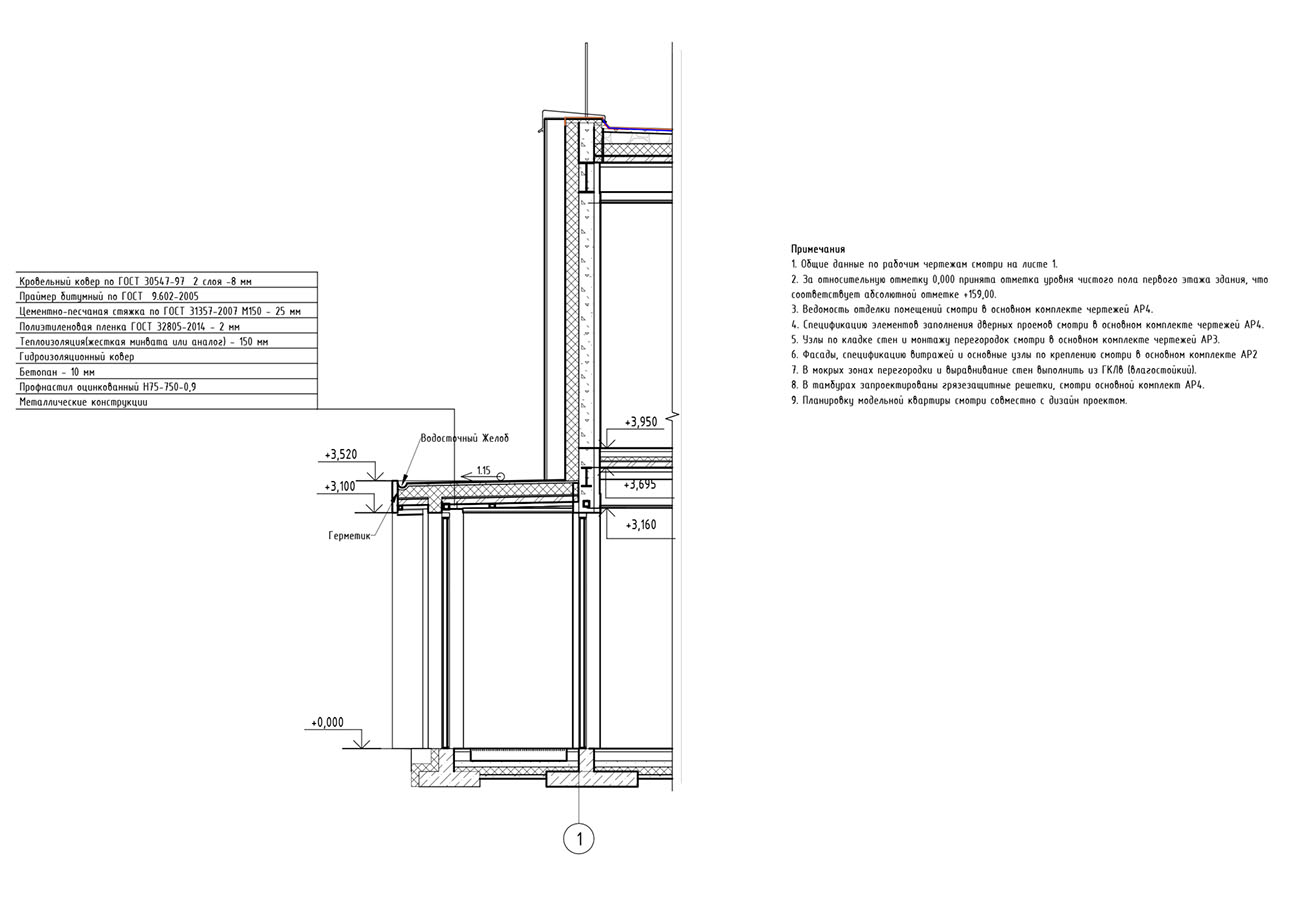 Кровельный ковер по ГОСТ 30547-97 2 слоя -8 мм
Праймер битумный по ГОСТ 9.602-2005
Цементно-песчаная стяжка по ГОСТ 31357-2007 М150 - 25 мм
Полиэтиленовая пленка ГОСТ 32805-2014 - 2 мм
Теплоизоляция(жесткая минвата или аналог) - 150 мм
Гидроизоляционный ковер
Бетопан - 10 мм
Профнастил оцинкованный Н75-750-0,9
Металлические конструкции
Водосточный Желоб
+3,520
+3,100
1.15
Герметик
+3,950
+3,695
+3,160
+0,000
1
Примечания
1. Общие данные по рабочим чертежам смотри на листе 1.
2. За относительную отметку 0,000 принята отметка уровня чистого пола первого этажа здания, что
соответствует абсолютной отметке +159,00.
3. Ведомость отделки помещений смотри в основном комплекте чертежей АР4.
4. Спецификацию элементов заполнения дверных проемов смотри в основном комплекте чертежей АР4.
5. Узлы по кладке стен и монтажу перегородок смотри в основном комплекте чертежей АР3.
6. Фасады, спецификацию витражей и основные узлы по креплению смотри в основном комплекте АР2
7. В мокрых зонах перегородки и выравнивание стен выполнить из ГКЛв (влагостойкий).
8. В тамбурах запроектированы грязезащитные решетки, смотри основной комплект АР4.
9. Планировку модельной квартиры смотри совместно с дизайн проектом.